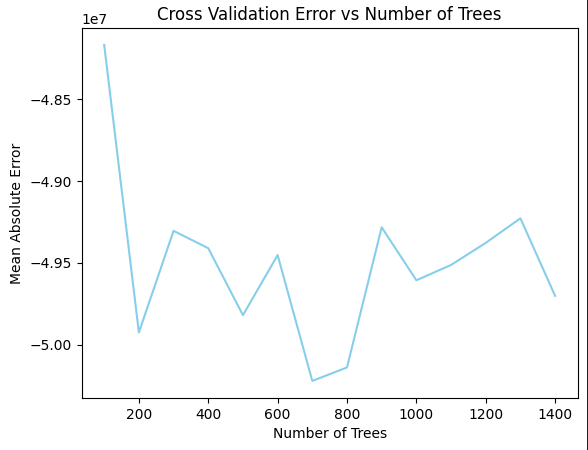 Cross Validation Error vs Number of Trees
1e7
−4.85
−4.90
−4.95
−5.00
Mean Absolute Error
200 400 600 800 1000 1200 1400
Number of Trees